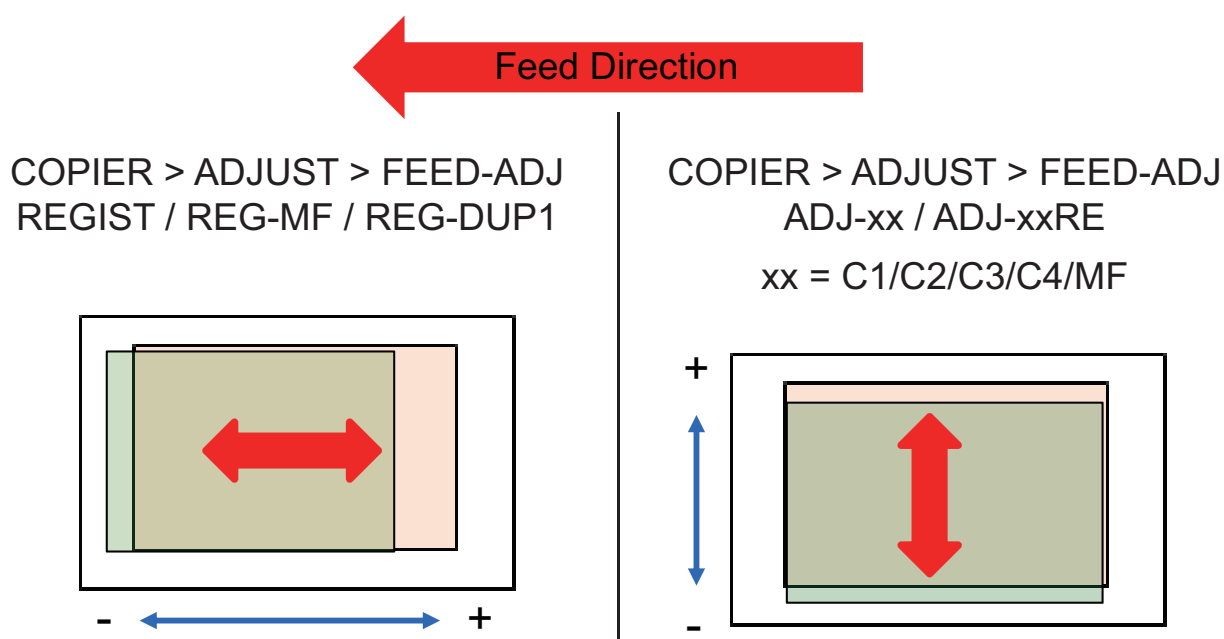 Feed Direction
COPIER > ADJUST > FEED-ADJ
REGIST / REG-MF / REG-DUP1
- +
COPIER > ADJUST > FEED-ADJ
ADJ-xx / ADJ-xxRE
xx = C1/C2/C3/C4/MF
+
-